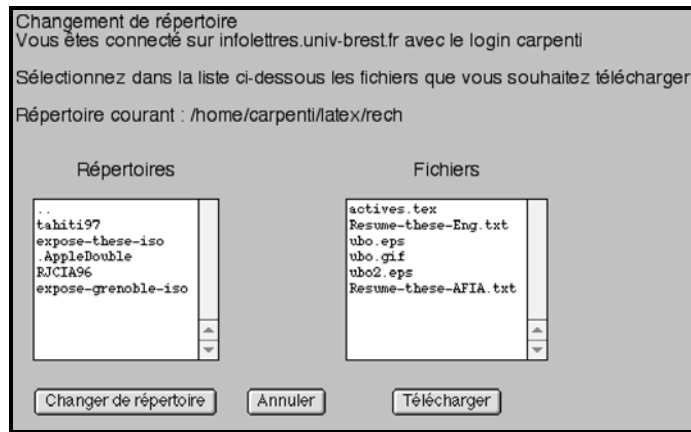 Changement de répertoire
Vous êtes connecté sur infolettres.univ-brest.fr avec le login carpenti
Sélectionnez dans la liste ci-dessous les fichiers que vous souhaitez télécharger
Répertoire courant : /home/carpenti/latex/rech
Répertoires
..
tahiti97
expose-these-iso
.AppleDouble
RJCIA96
expose-grenoble-iso
Fichiers
actives.tex
Resume-these-Eng.txt
ubo.eps
ubo.gif
ubo2.eps
Resume-these-AFIA.txt
Changer de répertoire Annuler Télécharger